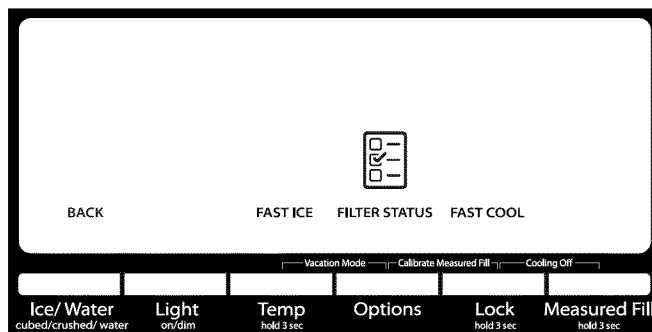 BACK FAST ICE FILTER STATUS FAST COOL
Vacation Mode Calibrate Measured Fill Cooling Off
Ice/ Water Light Temp Options Lock Measured Fill
cubed/crushed/ water on/dim hold 3 sec hold 3 sec hold 3 sec